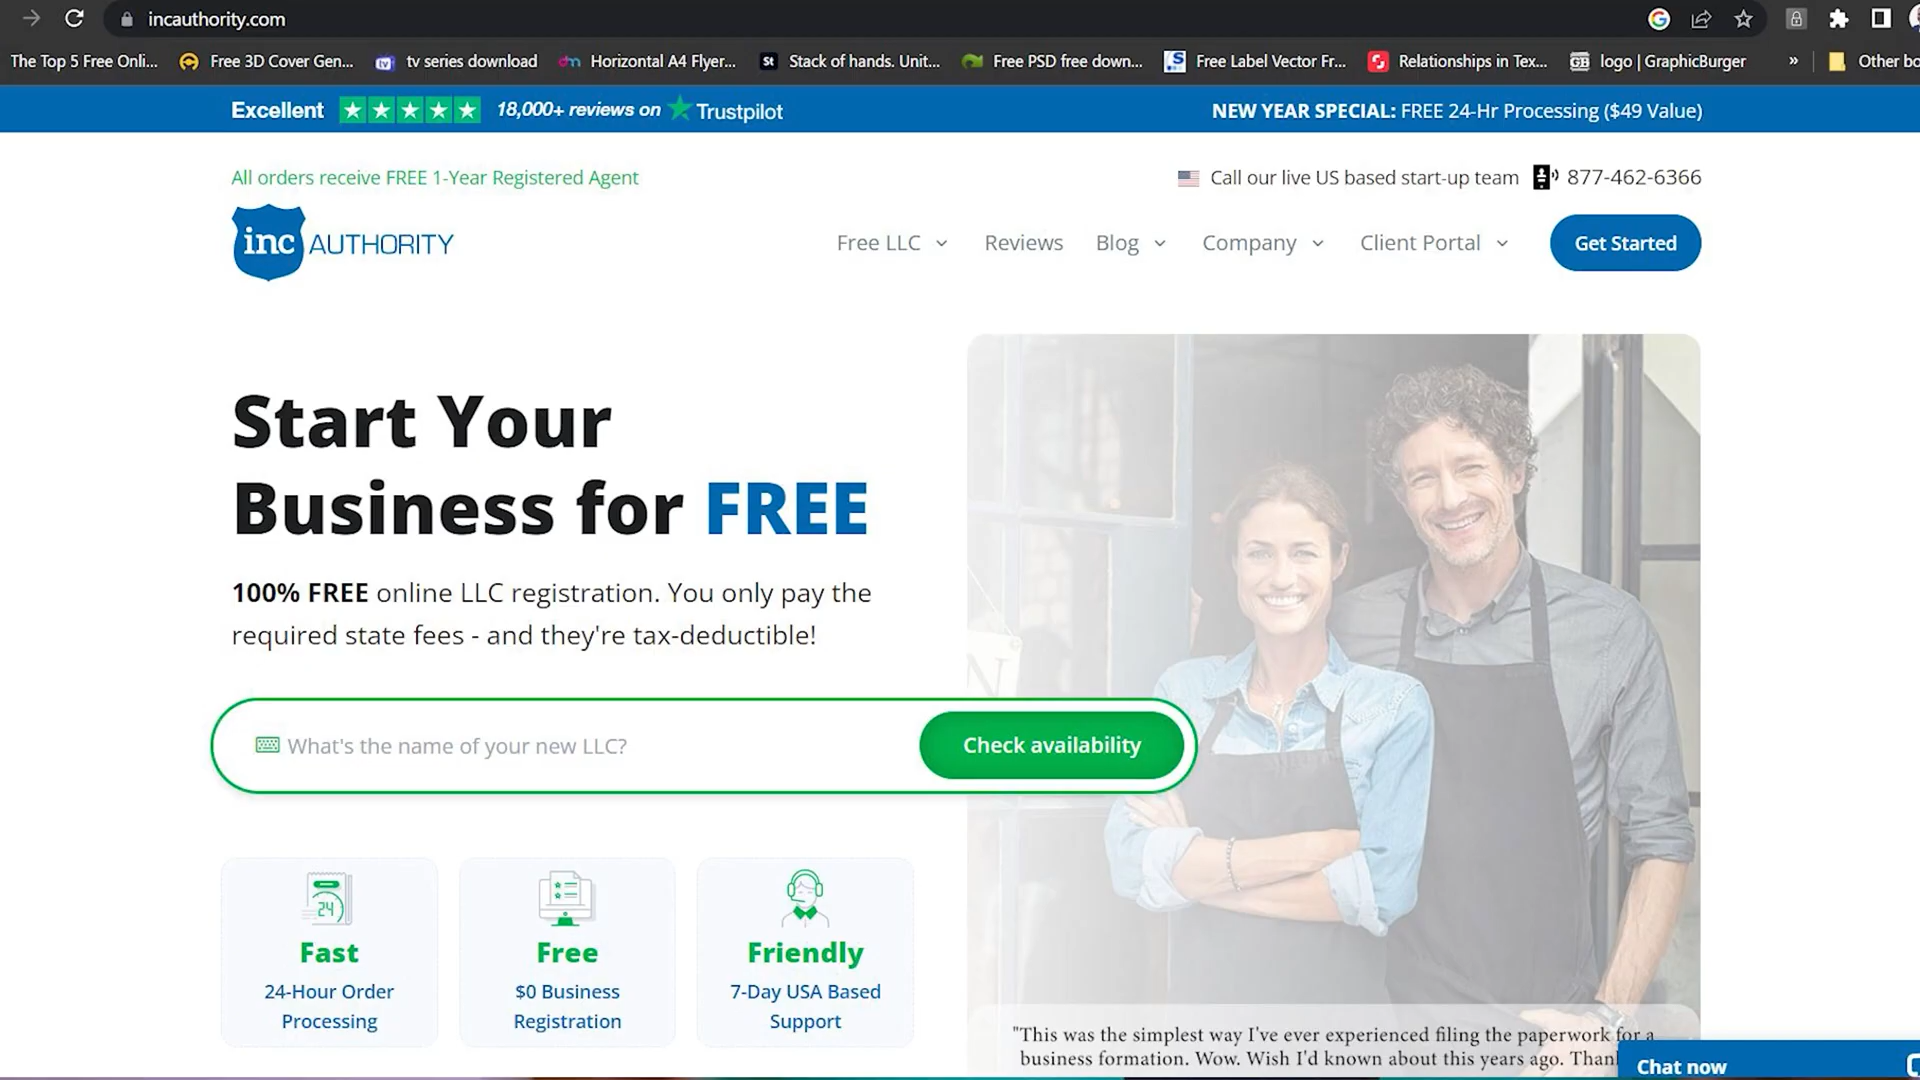 incauthority.com
The Top 5 Free Onli... Free 3D Cover Gen... tv series download Horizontal A4 Flyer... St Stack of hands. Unit... Free PSD free down... Free Label Vector Fr... Relationships in Tex... GB logo | GraphicBurger » Other bo
Excellent 18,000+ reviews on Trustpilot NEW YEAR SPECIAL: FREE 24-Hr Processing ($49 Value)
All orders receive FREE 1-Year Registered Agent Call our live US based start-up team 877-462-6366
inc AUTHORITY Free LLC Reviews Blog Company Client Portal Get Started
Start Your
Business for FREE
100% FREE online LLC registration. You only pay the
required state fees - and they're tax-deductible!
What's the name of your new LLC? Check availability
24
Fast Free Friendly
24-Hour Order $0 Business 7-Day USA Based
Processing Registration Support
"This was the simplest way I've ever experienced filing the paperwork for a
business formation. Wow. Wish I'd known about this years ago. Than
Chat now